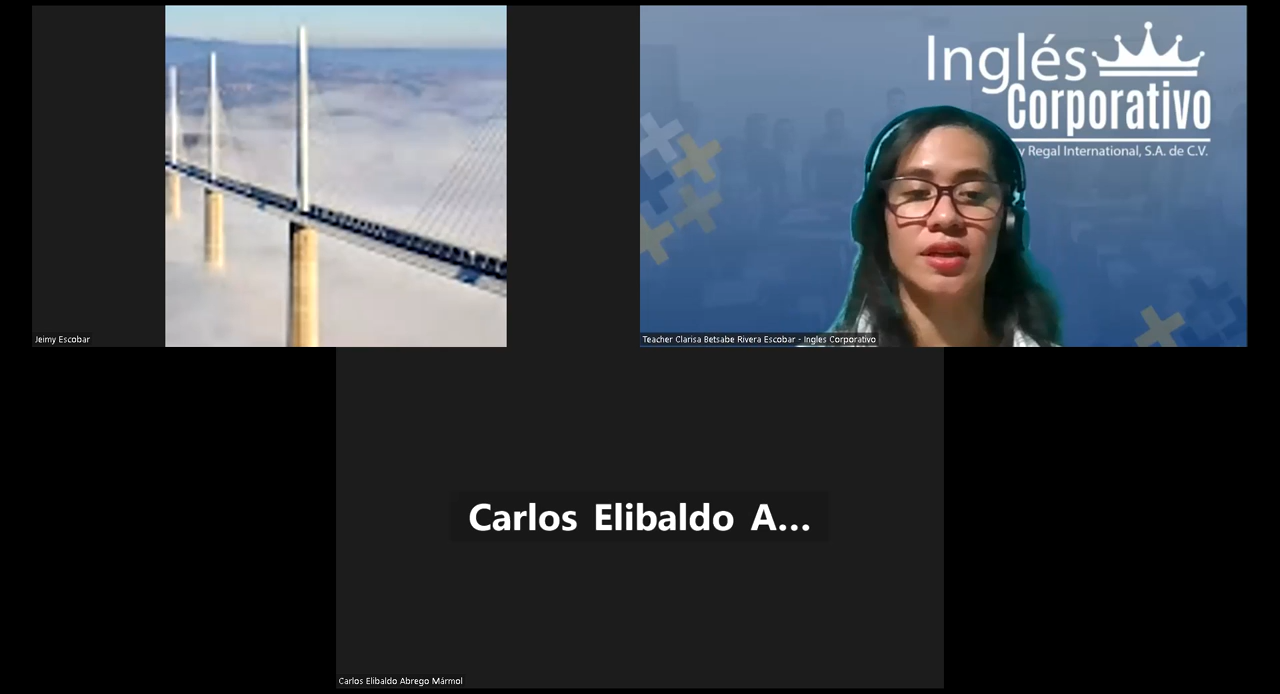 Inglés
Corporativo
y Regal International, S.A. de C.V.
Jeimy Escobar
Teacher Clarisa Betsabe Rivera Escobar - Ingles Corporativo
Carlos Elibaldo A...
Carlos Elibaldo Abrego Mármol